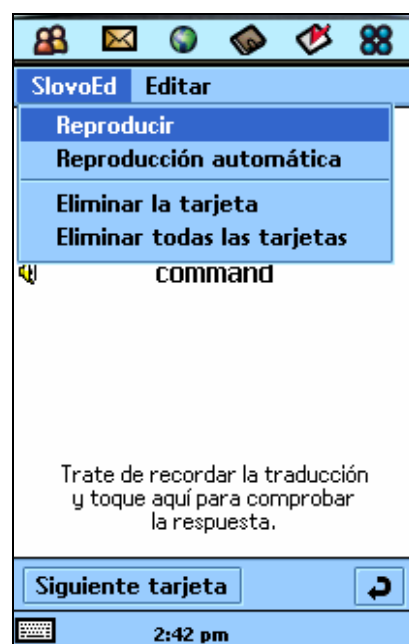 SlovoEd Editar
Reproducir
Reproducción automática
Eliminar la tarjeta
Eliminar todas las tarjetas
command
Trate de recordar la traducción
y toque aquí para comprobar
la respuesta.
Siguiente tarjeta
2:42 pm